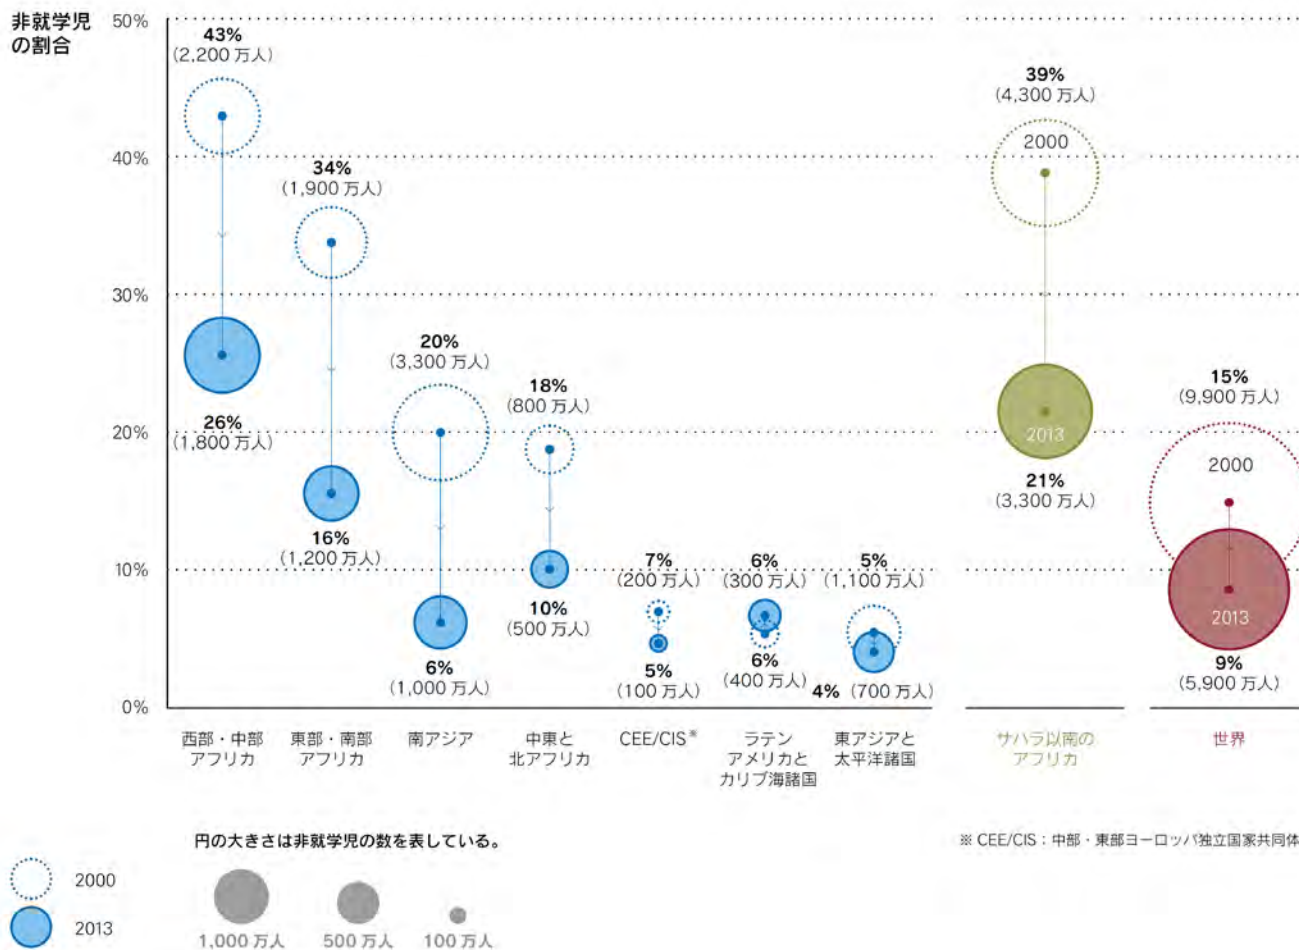 非就学児
の割合
50%
40%
30%
20%
10%
0%
43%
(2,200 万人)
26%
(1,800 万人)
34%
(1,900 万人)
16%
(1,200 万人)
20%
(3,300 万人)
6%
(1,000 万人)
18%
(800 万人)
10%
(500 万人)
7%
(200 万人)
5%
(100 万人)
6%
(300 万人)
6%
(400 万人)
5%
(1,100 万人)
4% (700 万人)
39%
(4,300 万人)
2000
2013
21%
(3,300 万人)
15%
(9,900 万人)
2000
2013
9%
(5,900 万人)
西部・中部
アフリカ
東部・南部
アフリカ
南アジア
中東と
北アフリカ
CEE/CIS※
ラテン
アメリカと
カリブ海諸国
東アジアと
太平洋諸国
サハラ以南の
アフリカ
世界
円の大きさは非就学児の数を表している。
※ CEE/CIS：中部・東部ヨーロッパ独立国家共同体
2000
2013
1,000 万人
500 万人
100 万人